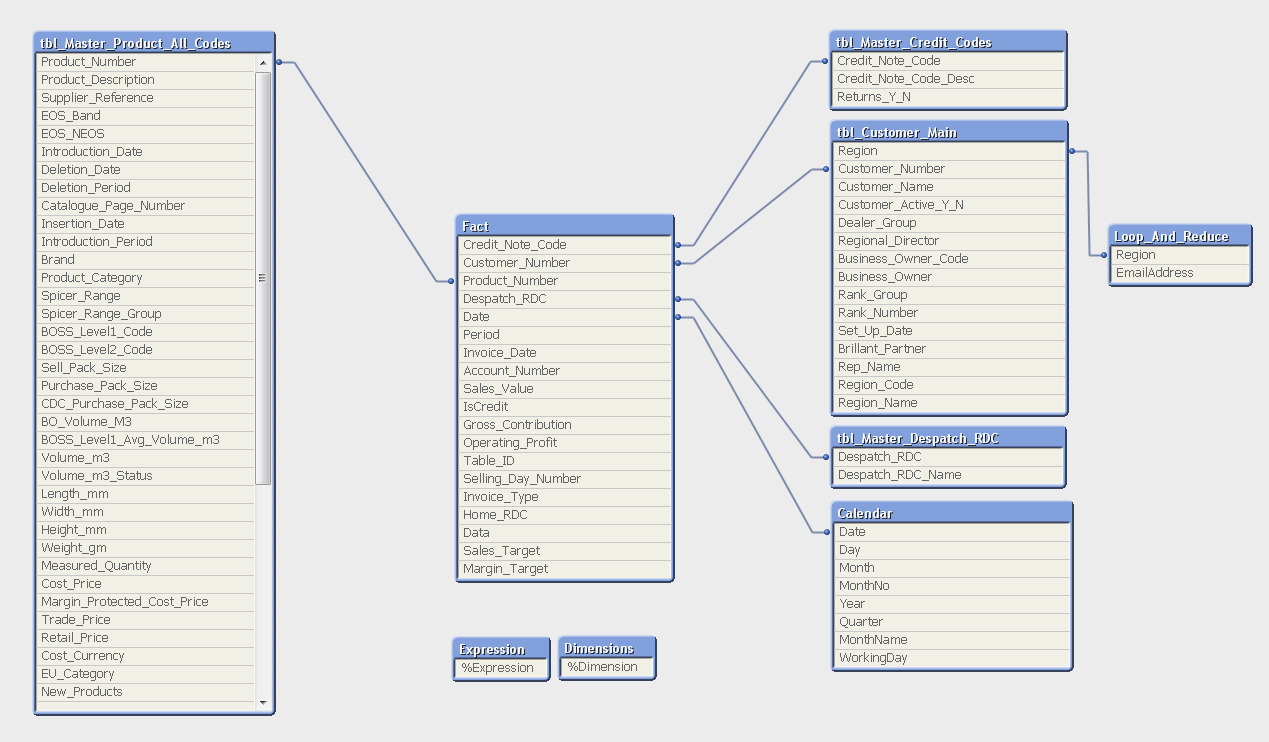 tbl_Master_Product_All_Codes
Product_Number
Product_Description
Supplier_Reference
EOS_Band
EOS_NEOS
Introduction_Date
Deletion_Date
Deletion_Period
Catalogue_Page_Number
Insertion_Date
Introduction_Period
Brand
Product_Category
Spicer_Range
Spicer_Range_Group
BOSS_Level1_Code
BOSS_Level2_Code
Sell_Pack_Size
Purchase_Pack_Size
CDC_Purchase_Pack_Size
BO_Volume_M3
BOSS_Level1_Avg_Volume_m3
Volume_m3
Volume_m3_Status
Length_mm
Width_mm
Height_mm
Weight_gm
Measured_Quantity
Cost_Price
Margin_Protected_Cost_Price
Trade_Price
Retail_Price
Cost_Currency
EU_Category
New_Products
Fact
Credit_Note_Code
Customer_Number
Product_Number
Despatch_RDC
Date
Period
Invoice_Date
Account_Number
Sales_Value
IsCredit
Gross_Contribution
Operating_Profit
Table_ID
Selling_Day_Number
Invoice_Type
Home_RDC
Data
Sales_Target
Margin_Target
Expression
%Expression
Dimensions
%Dimension
tbl_Master_Credit_Codes
Credit_Note_Code
Credit_Note_Code_Desc
Returns_Y_N
tbl_Customer_Main
Region
Customer_Number
Customer_Name
Customer_Active_Y_N
Dealer_Group
Regional_Director
Business_Owner_Code
Business_Owner
Rank_Group
Rank_Number
Set_Up_Date
Brillant_Partner
Rep_Name
Region_Code
Region_Name
tbl_Master_Despatch_RDC
Despatch_RDC
Despatch_RDC_Name
Calendar
Date
Day
Month
MonthNo
Year
Quarter
MonthName
WorkingDay
Loop_And_Reduce
Region
EmailAddress